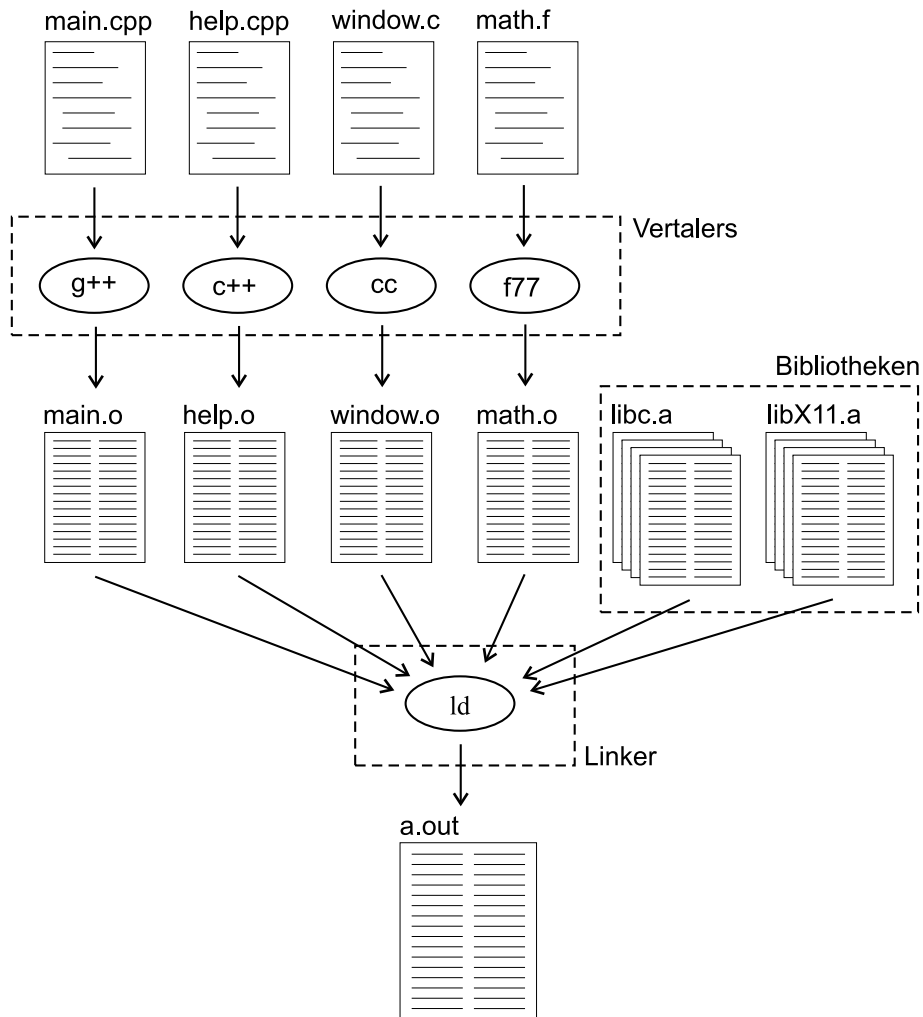 main.cpp help.cpp window.c math.f
Vertalers
g++ c++ cc f77
Bibliotheken
main.o help.o window.o math.o libc.a libX11.a
ld
Linker
a.out